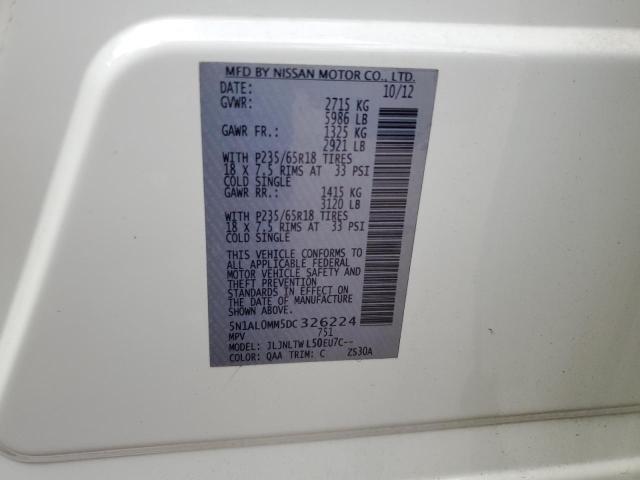 MFD BY NISSAN MOTOR CO., LTD.
DATE: 10/12
GVWR: 2715 KG
5986 LB
GAWR FR.: 1325 KG
2921 LB
WITH P235/65R18 TIRES
18 X 7.5 RIMS AT 33 PSI
COLD SINGLE
GAWR RR.: 1415 KG
3120 LB
WITH P235/65R18 TIRES
18 X 7.5 RIMS AT 33 PSI
COLD SINGLE
THIS VEHICLE CONFORMS TO
ALL APPLICABLE FEDERAL
MOTOR VEHICLE SAFETY AND
THEFT PREVENTION
STANDARDS IN EFFECT ON
THE DATE OF MANUFACTURE
SHOWN ABOVE.
5N1AL0MM5DC326224
MPV 751
MODEL: JLJNLTWL50EU7C--
COLOR: QAA TRIM: C ZS30A